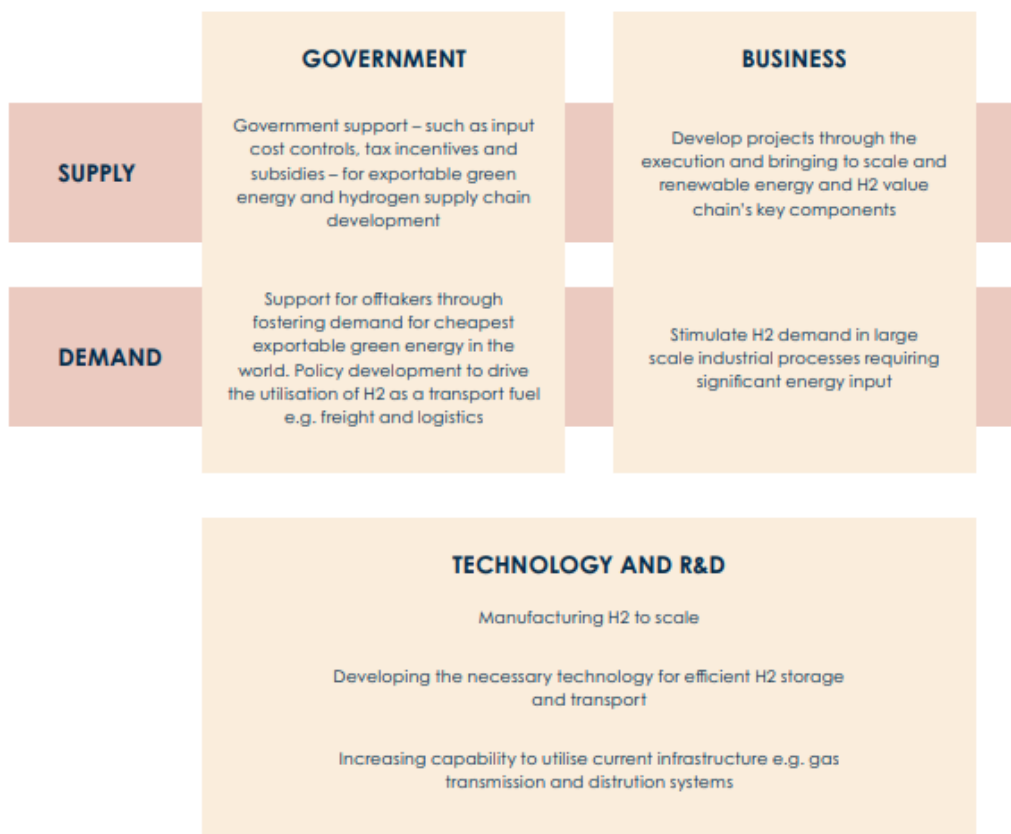 GOVERNMENT
BUSINESS
SUPPLY
Government support – such as input
cost controls, tax incentives and
subsidies – for exportable green
energy and hydrogen supply chain
development
Develop projects through the
execution and bringing to scale and
renewable energy and H2 value
chain's key components
DEMAND
Support for offtakers through
fostering demand for cheapest
exportable green energy in the
world. Policy development to drive
the utilisation of H2 as a transport fuel
e.g. freight and logistics
Stimulate H2 demand in large
scale industrial processes requiring
significant energy input
TECHNOLOGY AND R&D
Manufacturing H2 to scale
Developing the necessary technology for efficient H2 storage
and transport
Increasing capability to utilise current infrastructure e.g. gas
transmission and distrution systems